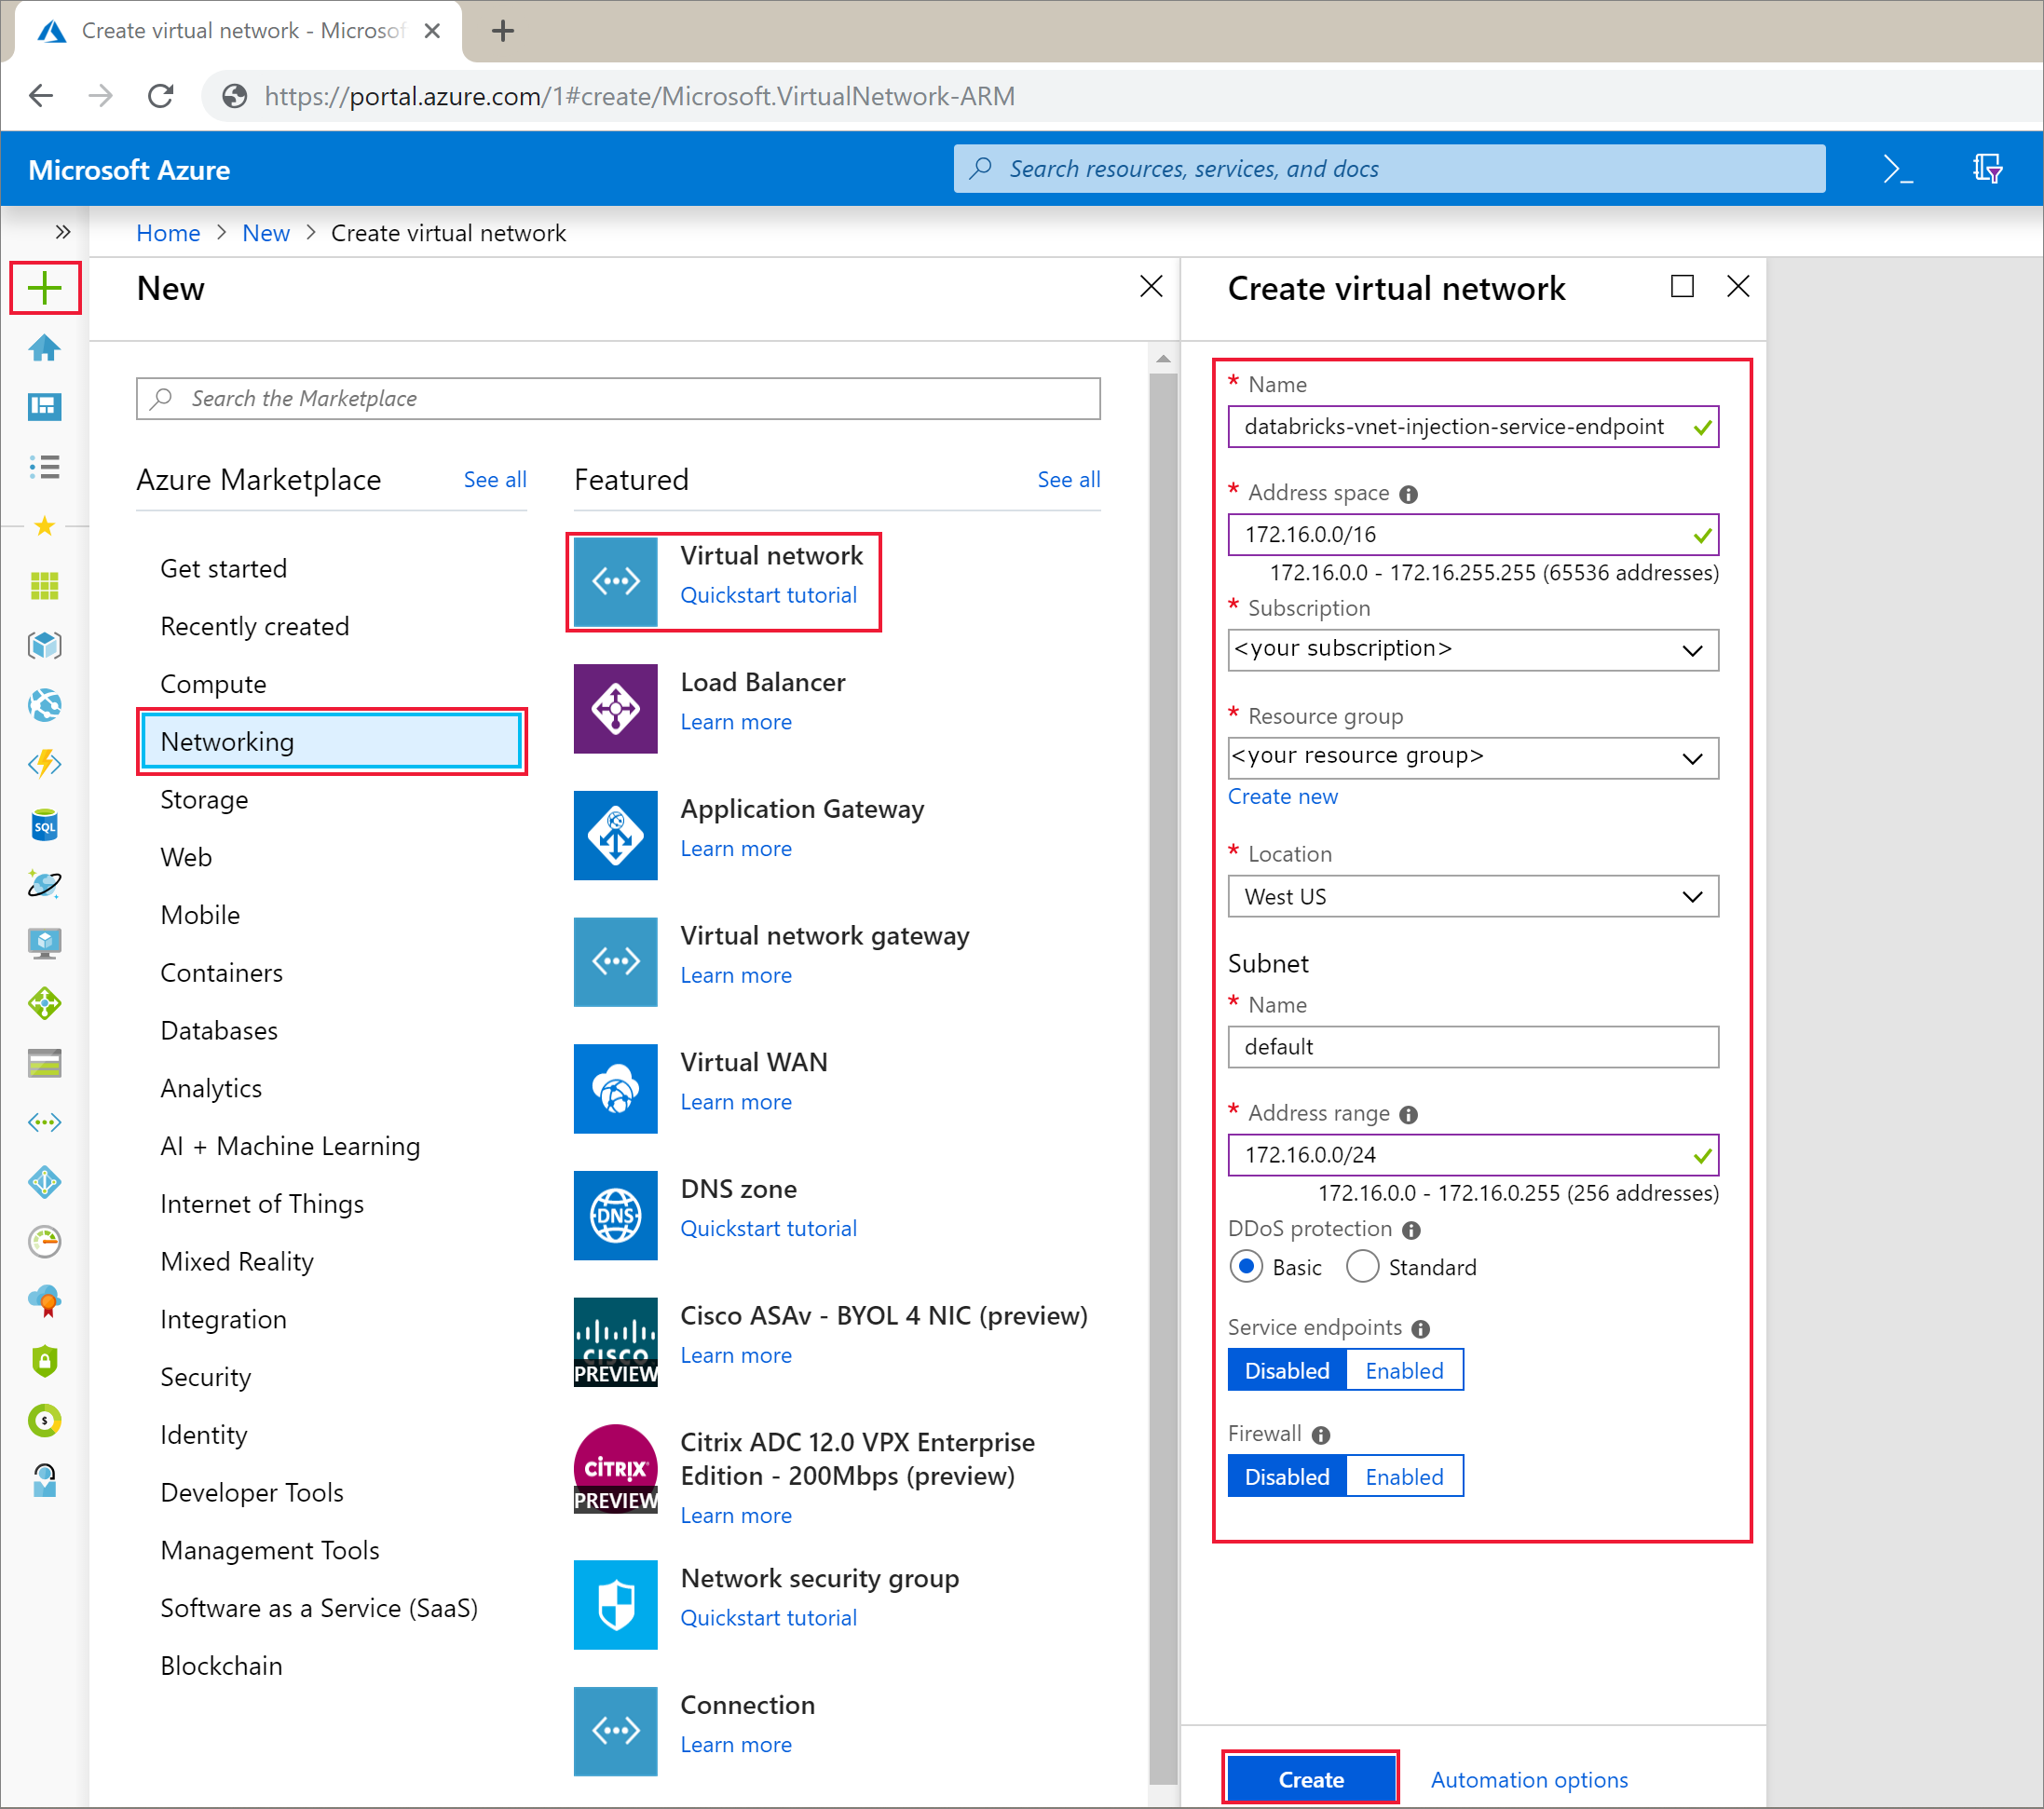 Create virtual network - Microsof
https://portal.azure.com/1#create/Microsoft.VirtualNetwork-ARM
Microsoft Azure
Search resources, services, and docs
Home > New > Create virtual network
New
Search the Marketplace
Azure Marketplace See all
Get started
Recently created
Compute
Networking
Storage
Web
Mobile
Containers
Databases
Analytics
AI + Machine Learning
Internet of Things
Mixed Reality
Integration
Security
Identity
Developer Tools
Management Tools
Software as a Service (SaaS)
Blockchain
Featured See all
Virtual network
Quickstart tutorial
Load Balancer
Learn more
Application Gateway
Learn more
Virtual network gateway
Learn more
Virtual WAN
Learn more
DNS
DNS zone
Quickstart tutorial
CISCO
PREVIEW
Cisco ASAv - BYOL 4 NIC (preview)
Learn more
CiTRIX
PREVIEW
Citrix ADC 12.0 VPX Enterprise
Edition - 200Mbps (preview)
Learn more
Network security group
Quickstart tutorial
Connection
Learn more
Create virtual network
* Name
databricks-vnet-injection-service-endpoint
* Address space
172.16.0.0/16
172.16.0.0 - 172.16.255.255 (65536 addresses)
* Subscription
<your subscription>
* Resource group
<your resource group>
Create new
* Location
West US
Subnet
* Name
default
* Address range
172.16.0.0/24
172.16.0.0 - 172.16.0.255 (256 addresses)
DDoS protection
Basic Standard
Service endpoints
Disabled Enabled
Firewall
Disabled Enabled
Create Automation options
SQL